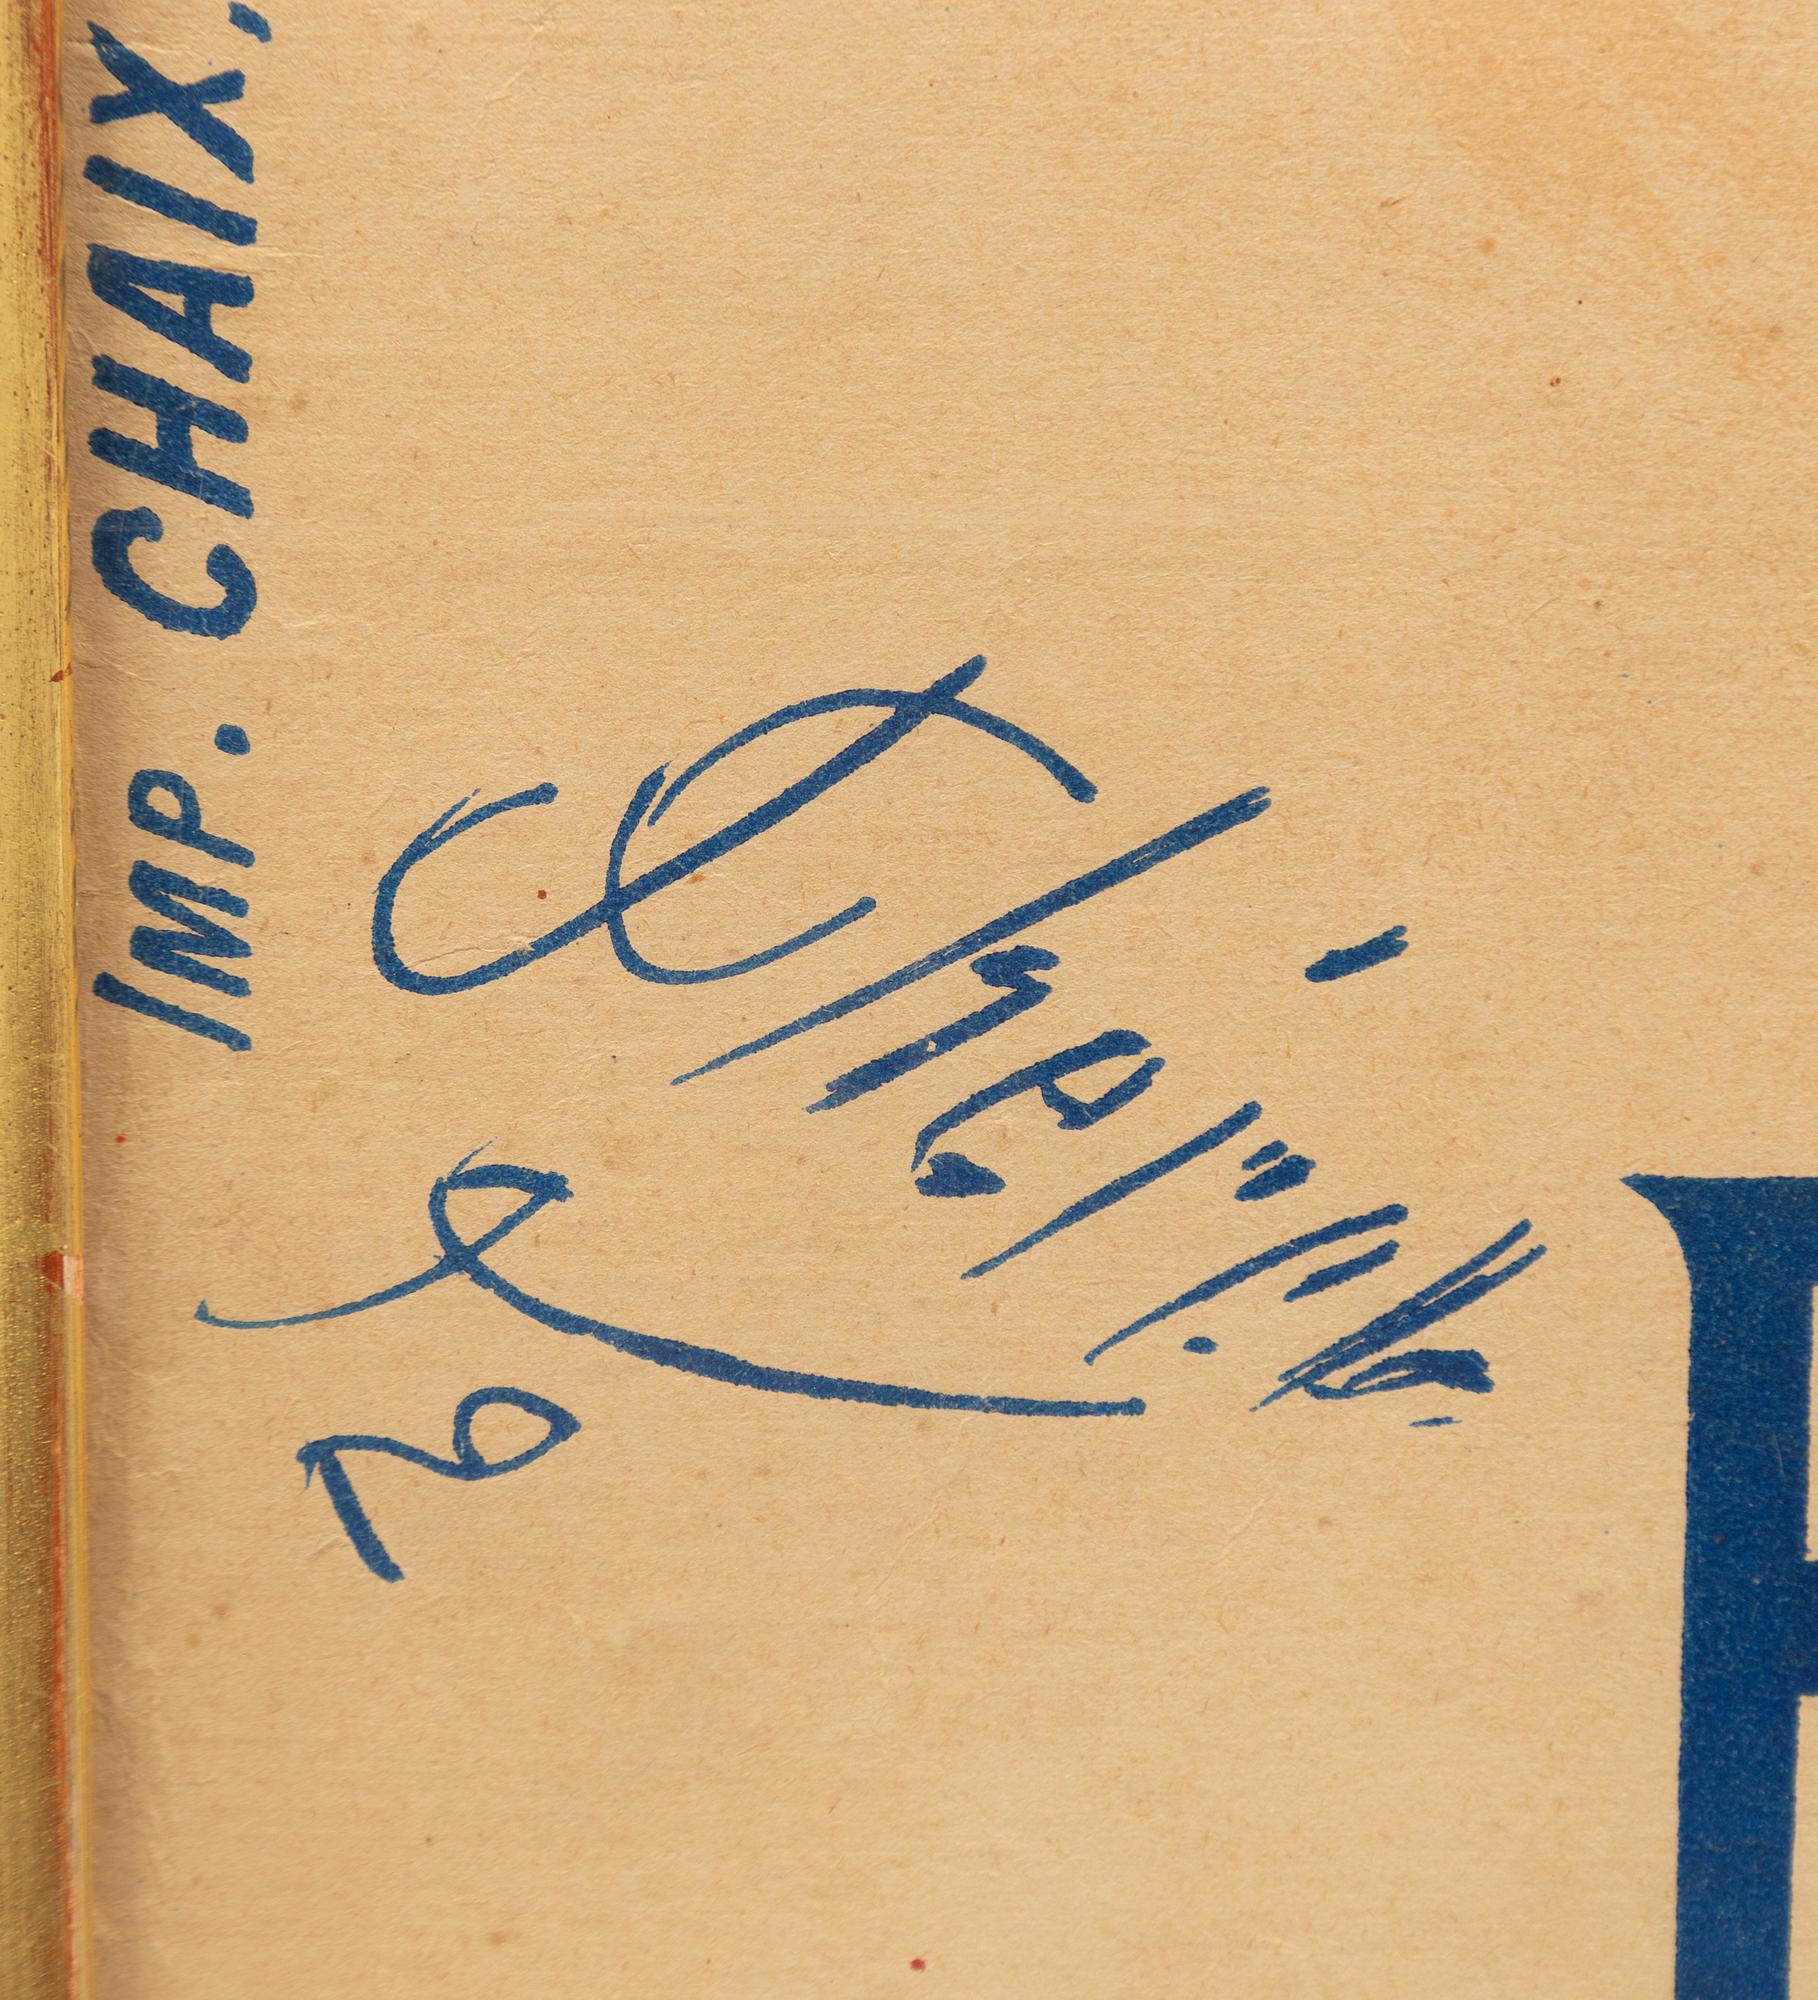 IMP. CHAIX,
J Chéret